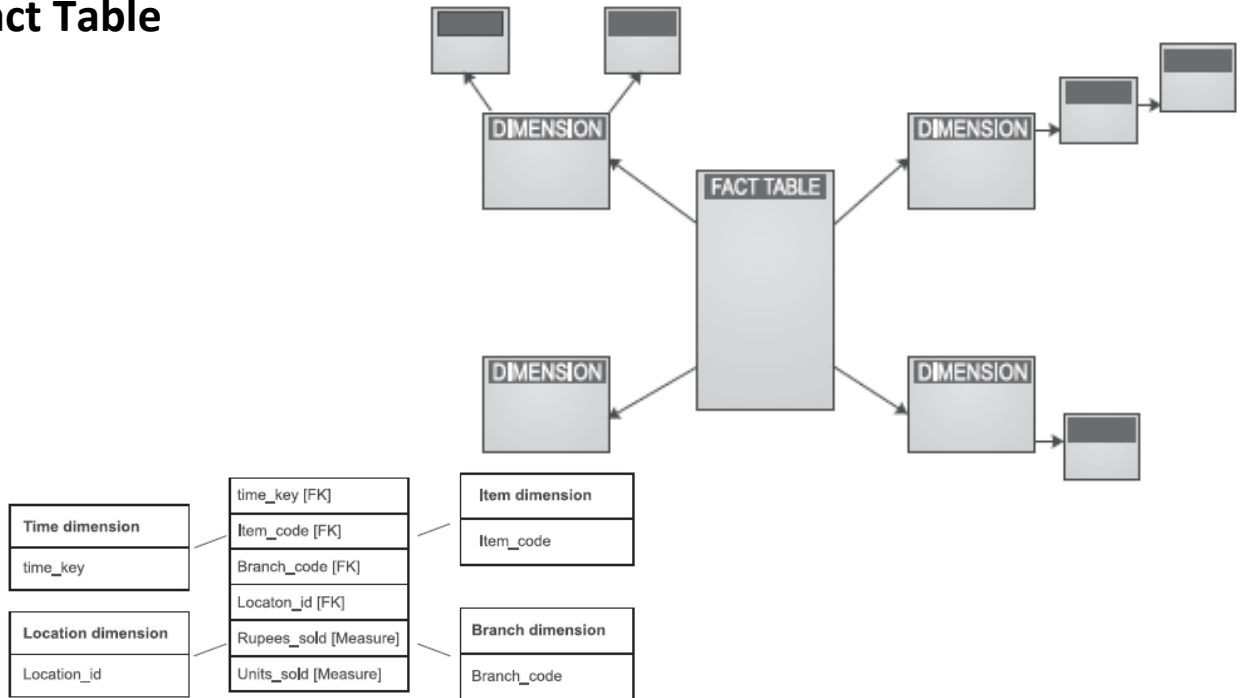 act Table
DIMENSION
DIMENSION
FACT TABLE
DIMENSION
DIMENSION
Time dimension
time_key
Location dimension
Location_id
time_key [FK]
Item_code [FK]
Branch_code [FK]
Locaton_id [FK]
Rupees_sold [Measure]
Units_sold [Measure]
Item dimension
Item_code
Branch dimension
Branch_code